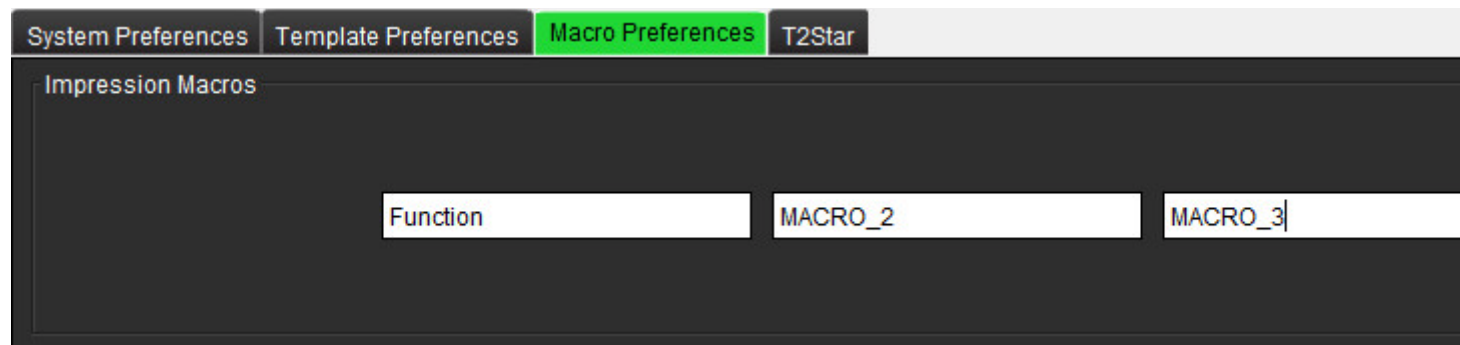 System Preferences Template Preferences Macro Preferences T2Star
Impression Macros
Function MACRO_2 MACRO_3